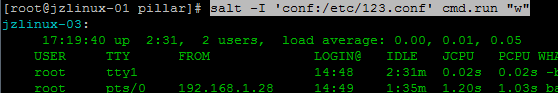 [root@jzlinux-01 pillar]# salt -I 'conf:/etc/123.conf' cmd.run "w"
jzlinux-03:
17:19:40 up 2:31, 2 users, load average: 0.00, 0.01, 0.05
USER TTY FROM LOGIN@ IDLE JCPU PCPU WHA
root tty1 14:48 2:31m 0.02s 0.02s -b
root pts/0 192.168.1.28 14:49 1:35m 1.20s 1.03s ba